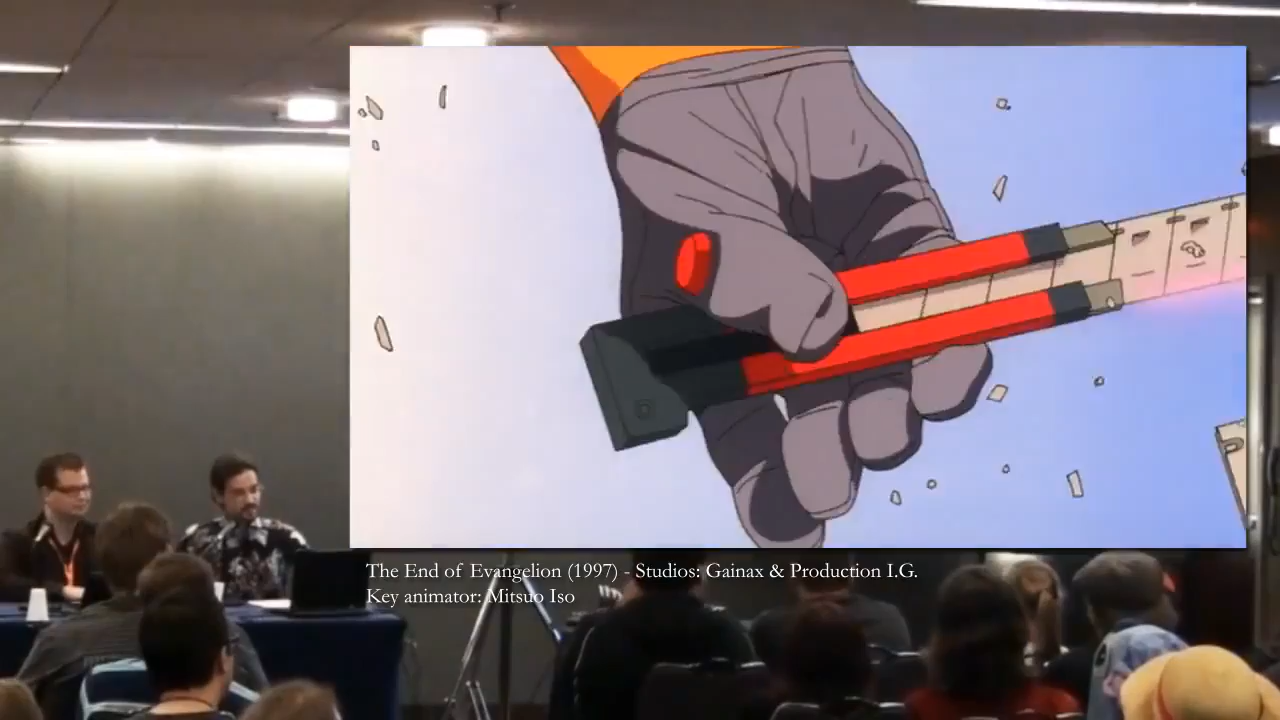 The End of Evangelion (1997) - Studios: Gainax & Production I.G.
Key animator: Mitsuo Iso